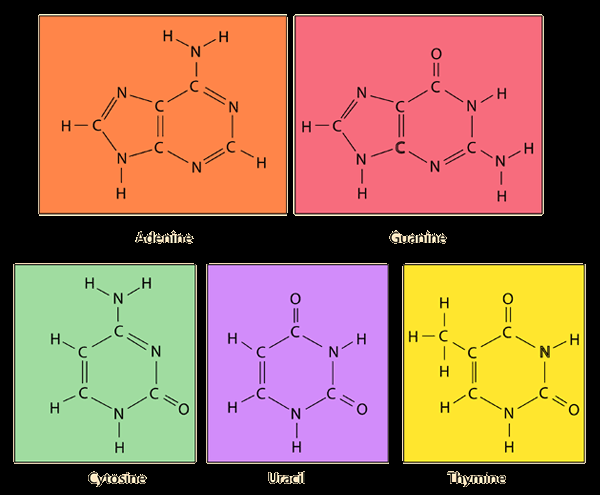 H H
N
N C
C N
H C
C C
N N H
H
Adenine
O
N C H
C N
H C
C C H
N N N
H H
Guanine
H H
N
H C
C N
C C
H N O
H
Cytosine
O
H C H
C N
C C
H N O
H
Uracil
H O
H C C H
H C N
C C
H N O
H
Thymine